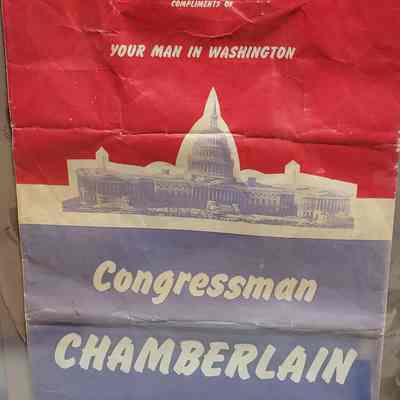 COMPLIMENTS OF
YOUR MAN IN WASHINGTON
Congressman
CHAMBERLAIN